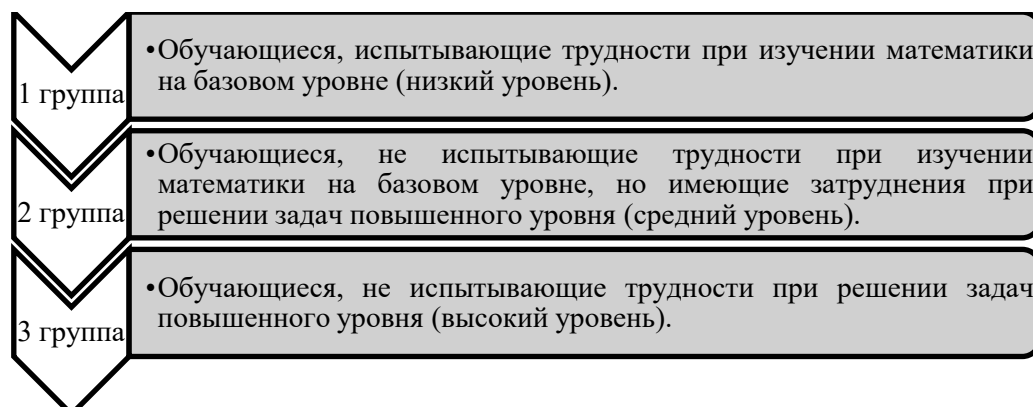 1 группа
•Обучающиеся, испытывающие трудности при изучении математики
на базовом уровне (низкий уровень).
2 группа
•Обучающиеся, не испытывающие трудности при изучении
математики на базовом уровне, но имеющие затруднения при
решении задач повышенного уровня (средний уровень).
3 группа
•Обучающиеся, не испытывающие трудности при решении задач
повышенного уровня (высокий уровень).